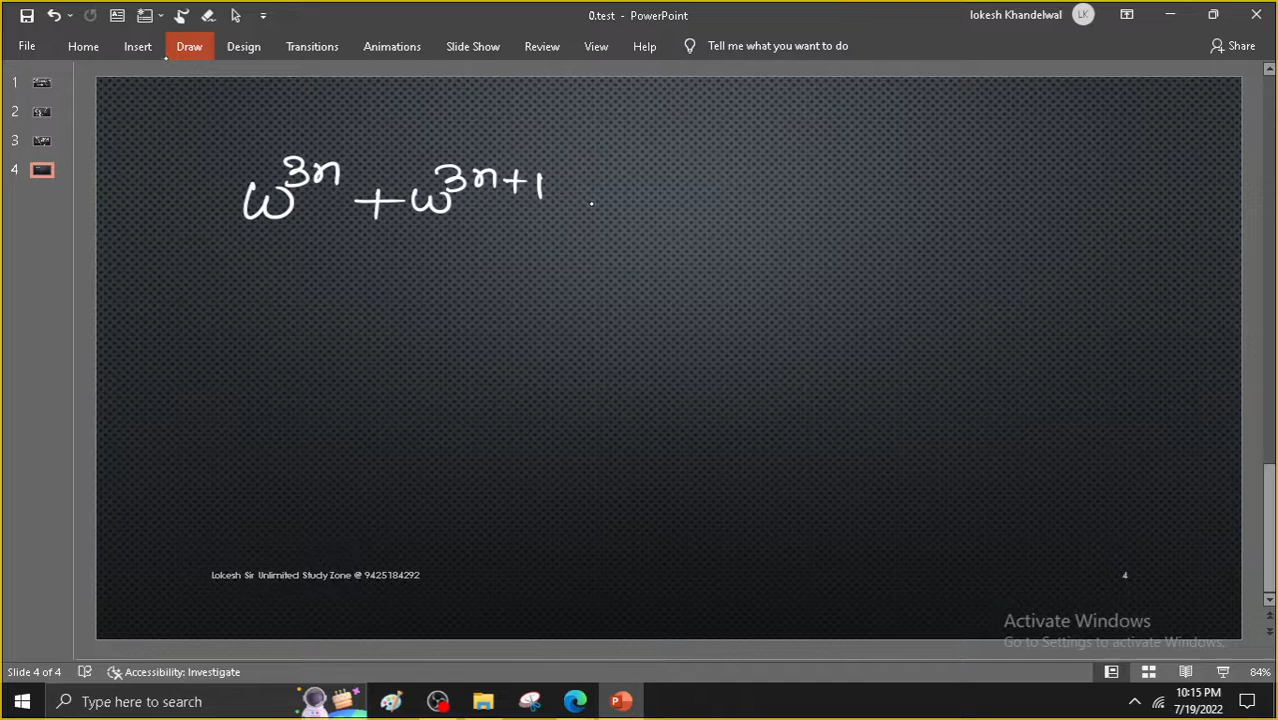 0.test - PowerPoint
lokesh Khandelwal LK
File Home Insert Draw Design Transitions Animations Slide Show Review View Help Tell me what you want to do Share
1
2
3
4
ω^{3n} + ω^{3n+1}
Lokesh Sir Unlimited Study Zone @ 9425184292
4
Activate Windows
Go to Settings to activate Windows.
Slide 4 of 4 Accessibility: Investigate 84%
Type here to search
10:15 PM
7/19/2022